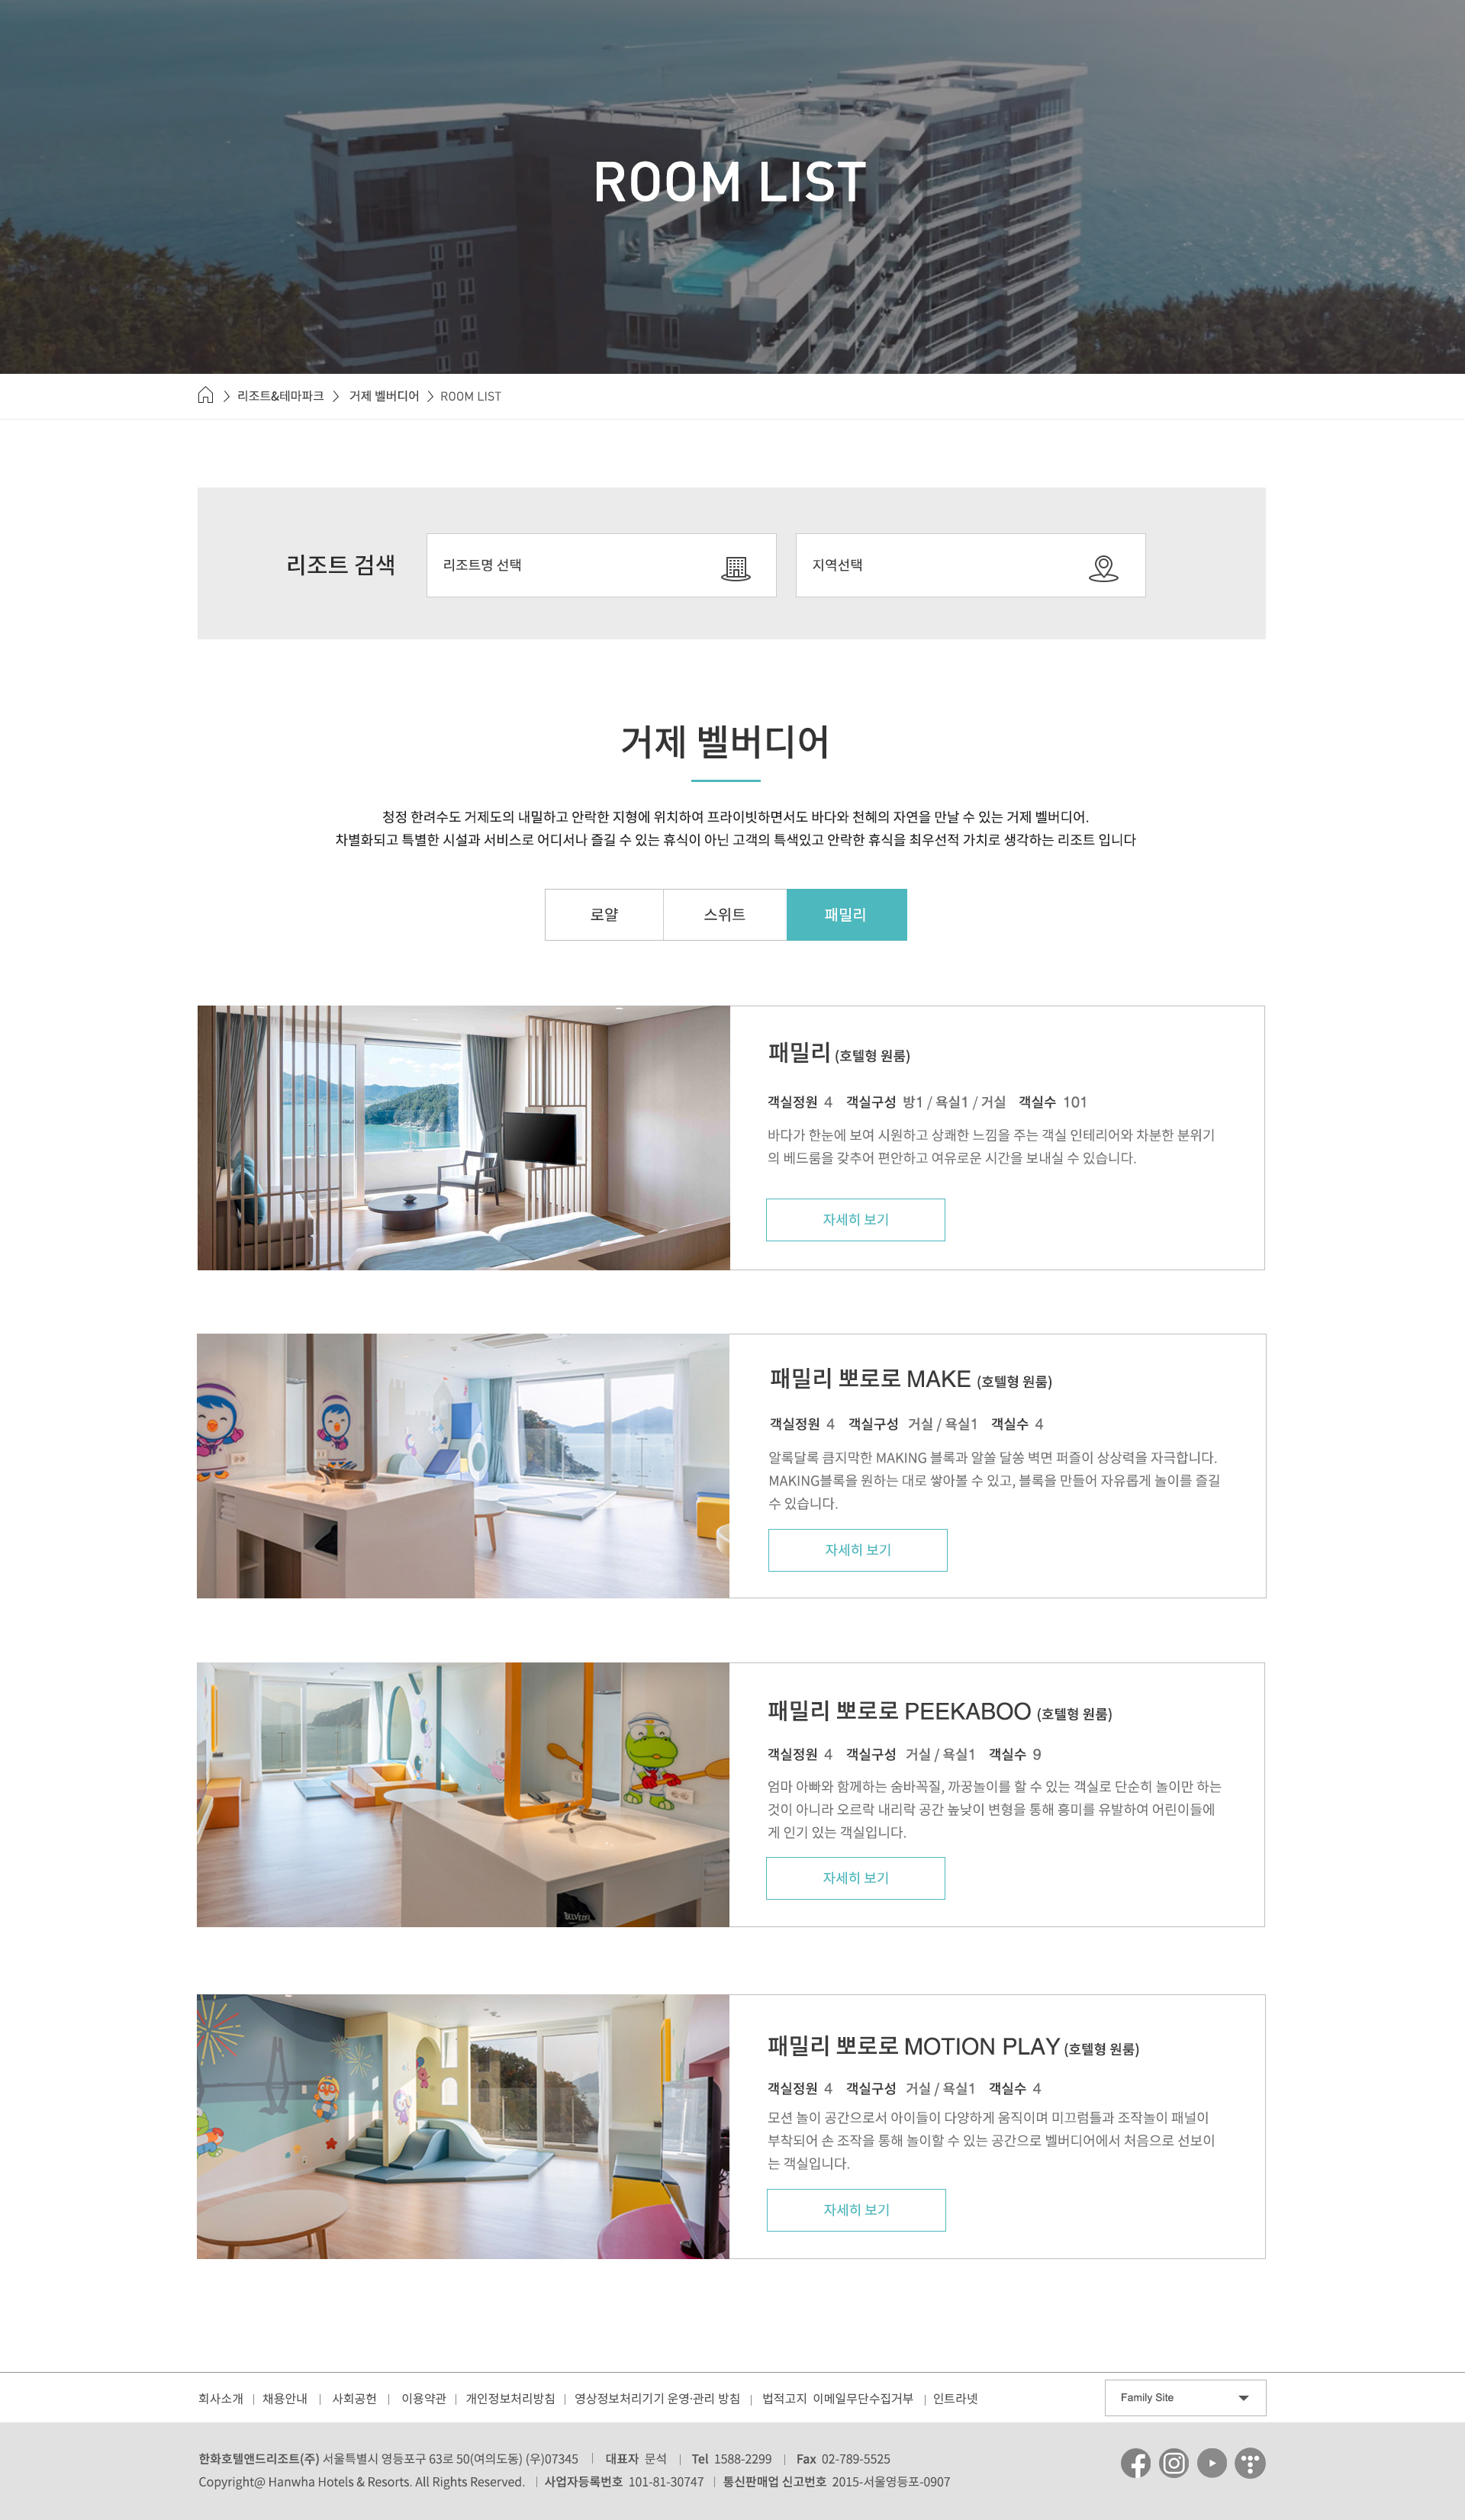 ROOM LIST
리조트&테마파크 거제 벨버디어 ROOM LIST
리조트 검색
리조트명 선택
지역선택
거제 벨버디어
청정 한려수도 거제도의 내밀하고 안락한 지형에 위치하여 프라이빗하면서도 바다와 천혜의 자연을 만날 수 있는 거제 벨버디어.
차별화되고 특별한 시설과 서비스로 어디서나 즐길 수 있는 휴식이 아닌 고객의 특색있고 안락한 휴식을 최우선적 가치로 생각하는 리조트 입니다
로얄 스위트 패밀리
패밀리 (호텔형 원룸)
객실정원 4 객실구성 방1 / 욕실1 / 거실 객실수 101
바다가 한눈에 보여 시원하고 상쾌한 느낌을 주는 객실 인테리어와 차분한 분위기
의 베드룸을 갖추어 편안하고 여유로운 시간을 보내실 수 있습니다.
자세히 보기
패밀리 뽀로로 MAKE (호텔형 원룸)
객실정원 4 객실구성 거실 / 욕실1 객실수 4
알록달록 큼지막한 MAKING 블록과 알쏠 달쏭 벽면 퍼즐이 상상력을 자극합니다.
MAKING블록을 원하는 대로 쌓아볼 수 있고, 블록을 만들어 자유롭게 놀이를 즐길
수 있습니다.
자세히 보기
패밀리 뽀로로 PEEKABOO (호텔형 원룸)
객실정원 4 객실구성 거실 / 욕실1 객실수 9
엄마 아빠와 함께하는 숨바꼭질, 까꿍놀이를 할 수 있는 객실로 단순히 놀이만 하는
것이 아니라 오르락 내리락 공간 높낮이 변형을 통해 흥미를 유발하여 어린이들에
게 인기 있는 객실입니다.
자세히 보기
패밀리 뽀로로 MOTION PLAY (호텔형 원룸)
객실정원 4 객실구성 거실 / 욕실1 객실수 4
모션 놀이 공간으로서 아이들이 다양하게 움직이며 미끄럼틀과 조작놀이 패널이
부착되어 손 조작을 통해 놀이할 수 있는 공간으로 벨버디어에서 처음으로 선보이
는 객실입니다.
자세히 보기
회사소개 | 채용안내 | 사회공헌 | 이용약관 | 개인정보처리방침 | 영상정보처리기기 운영·관리 방침 | 법적고지 이메일무단수집거부 | 인트라넷
Family Site
한화호텔앤드리조트(주) 서울특별시 영등포구 63로 50(여의도동) (우)07345 | 대표자 문석 | Tel 1588-2299 | Fax 02-789-5525
Copyright@ Hanwha Hotels & Resorts. All Rights Reserved. | 사업자등록번호 101-81-30747 | 통신판매업 신고번호 2015-서울영등포-0907